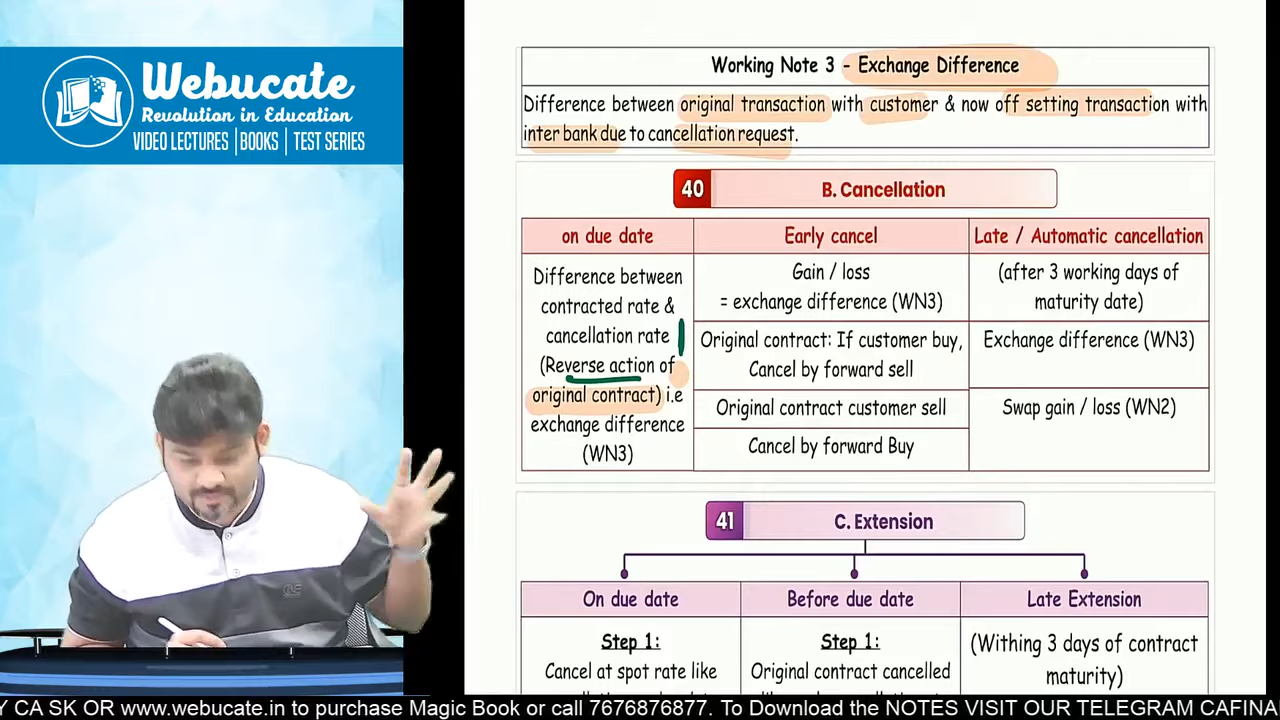 Webucate
Revolution in Education
VIDEO LECTURES | BOOKS | TEST SERIES
Working Note 3 - Exchange Difference
Difference between original transaction with customer & now off setting transaction with
inter bank due to cancellation request.
40 B. Cancellation
on due date
Difference between
contracted rate &
cancellation rate
(Reverse action of
original contract) i.e
exchange difference
(WN3)
Early cancel
Gain / loss
= exchange difference (WN3)
Original contract: If customer buy,
Cancel by forward sell
Original contract customer sell
Cancel by forward Buy
Late / Automatic cancellation
(after 3 working days of
maturity date)
Exchange difference (WN3)
Swap gain / loss (WN2)
41 C. Extension
On due date
Step 1:
Cancel at spot rate like
Before due date
Step 1:
Original contract cancelled
Late Extension
(Withing 3 days of contract
maturity)
Y CA SK OR www.webucate.in to purchase Magic Book or call 7676876877. To Download the NOTES VISIT OUR TELEGRAM CAFINA